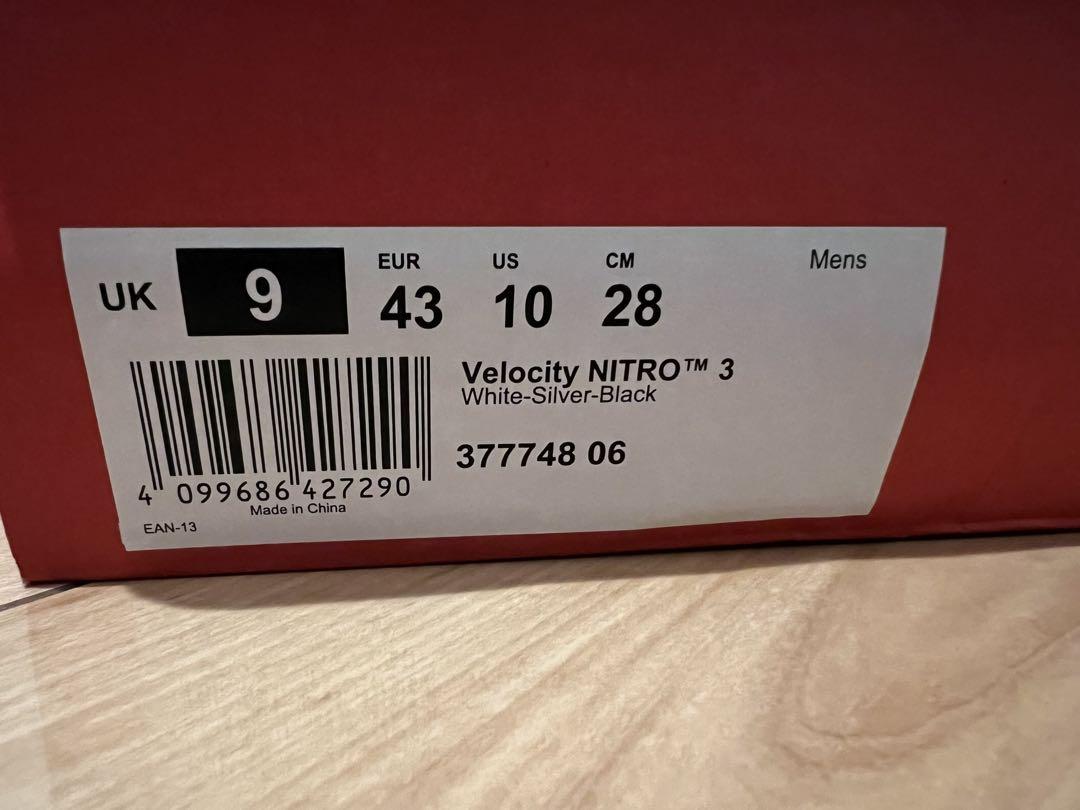 UK 9 EUR 43 US 10 CM 28 Mens
Velocity NITRO™ 3
White-Silver-Black
377748 06
4 099686 427290
Made in China
EAN-13